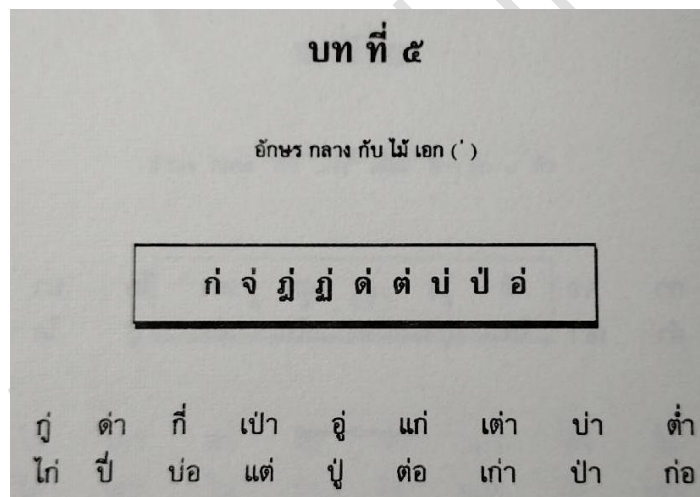 บท ที่ ๕
อักษร กลาง กับ ไม้ เอก (่)
ก่ จ่ ฎ่ ฏ่ ด่ ต่ บ่ ป่ อ่
กู่ ด่า กี่ เป่า อู่ แก่ เต่า บ่า ต่ำ
ไก่ ปี่ บ่อ แต่ ปู่ ต่อ เก่า ป่า ก่อ